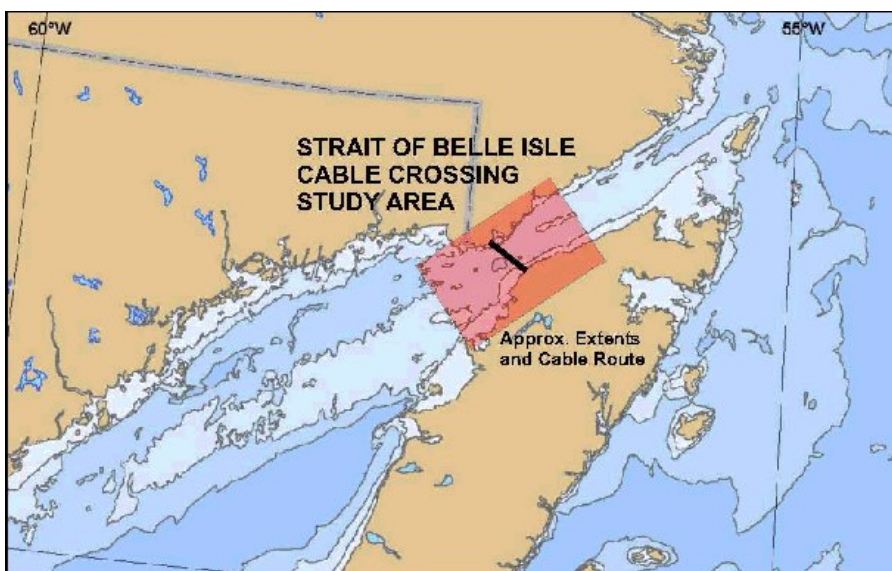 60°W
55°W
STRAIT OF BELLE ISLE
CABLE CROSSING
STUDY AREA
Approx. Extents
and Cable Route